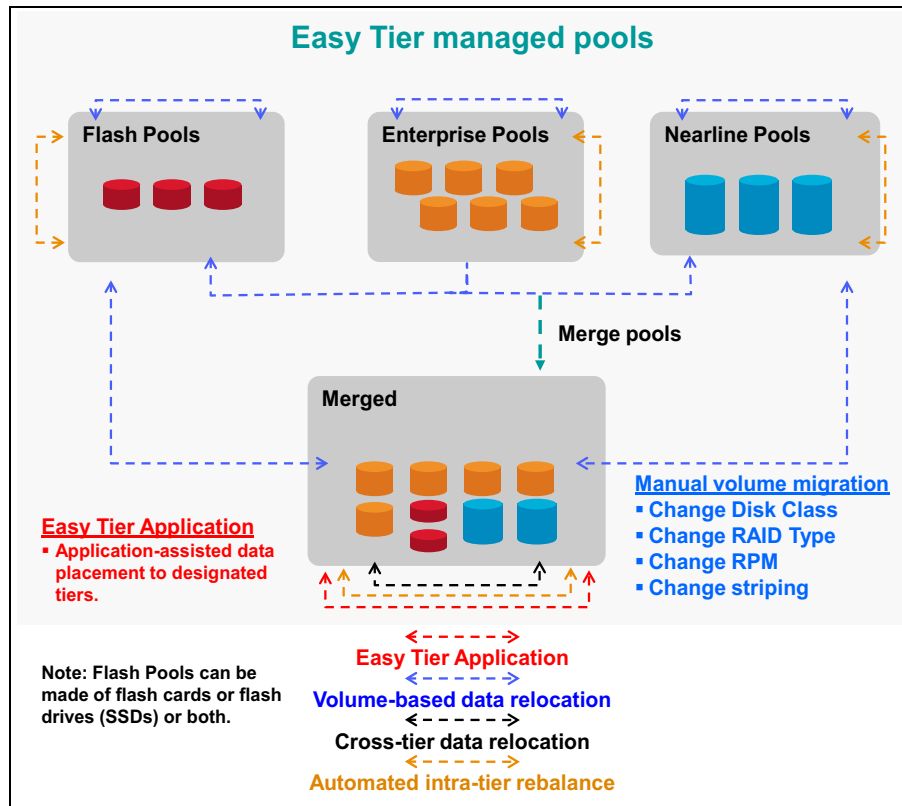 Easy Tier managed pools
Flash Pools
Enterprise Pools
Nearline Pools
Merge pools
Merged
Easy Tier Application
▪ Application-assisted data
placement to designated
tiers.
Manual volume migration
▪ Change Disk Class
▪ Change RAID Type
▪ Change RPM
▪ Change striping
Note: Flash Pools can be
made of flash cards or flash
drives (SSDs) or both.
Easy Tier Application
Volume-based data relocation
Cross-tier data relocation
Automated intra-tier rebalance